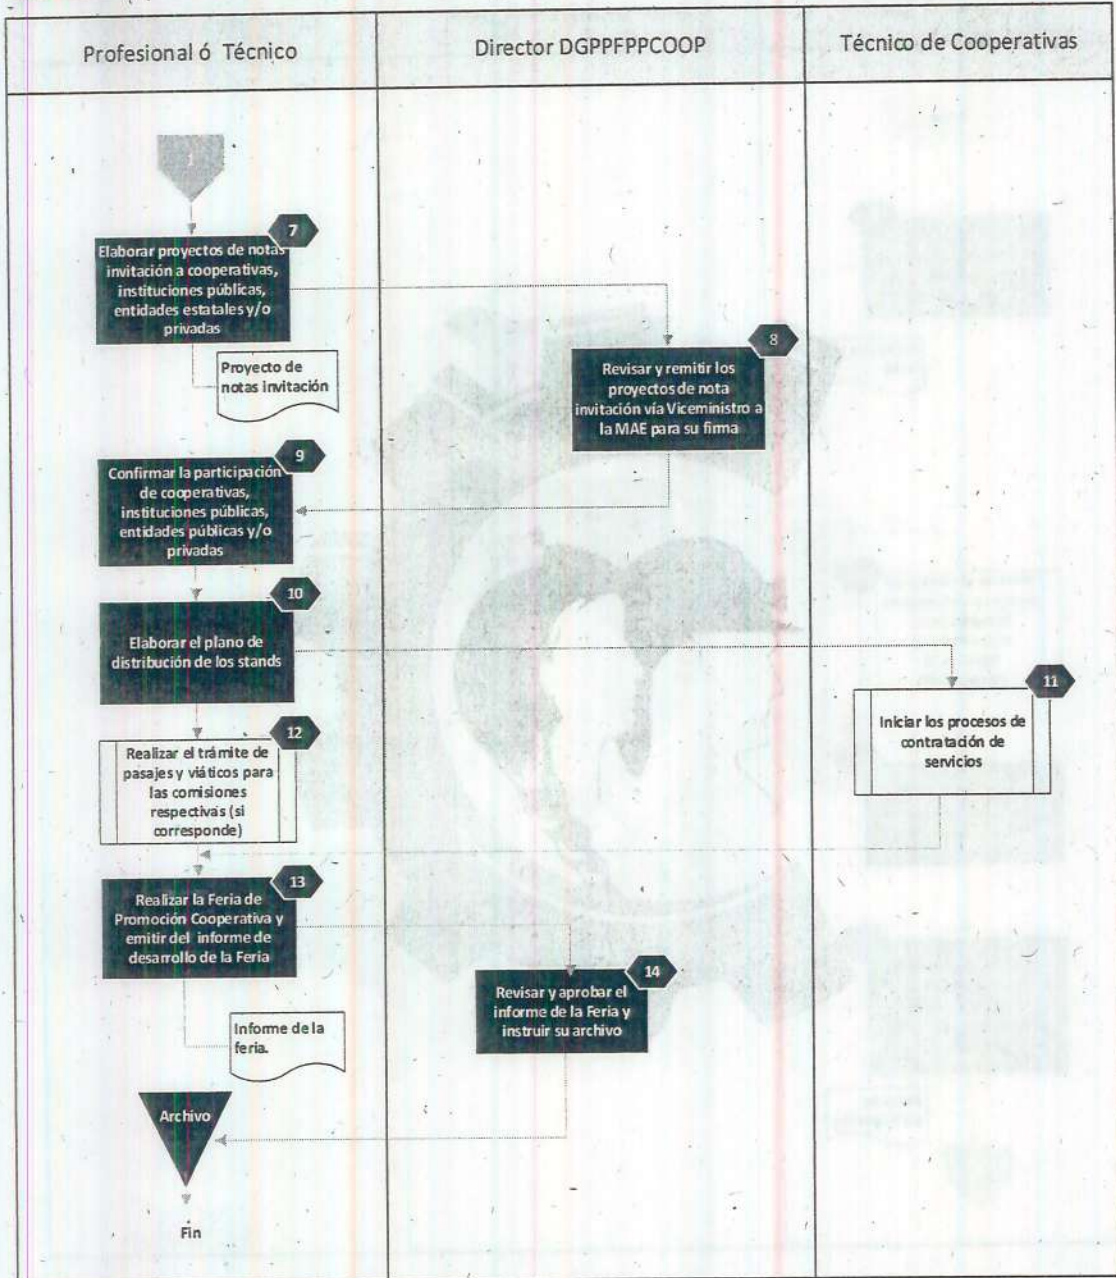 Profesional ó Técnico
Director DGPPFPPCOOP
Técnico de Cooperativas
1
7
Elaborar proyectos de notas
invitación a cooperativas,
instituciones públicas,
entidades estatales y/o
privadas
Proyecto de
notas invitación
8
Revisar y remitir los
proyectos de nota
invitación vía Viceministro a
la MAE para su firma
9
Confirmar la participación
de cooperativas,
instituciones públicas,
entidades públicas y/o
privadas
10
Elaborar el plano de
distribución de los stands
11
Iniciar los procesos de
contratación de
servicios
12
Realizar el trámite de
pasajes y viáticos para
las comisiones
respectivas (si
corresponde)
13
Realizar la Feria de
Promoción Cooperativa y
emitir del informe de
desarrollo de la Feria
14
Revisar y aprobar el
informe de la Feria y
instruir su archivo
Informe de la
feria.
Archivo
Fin